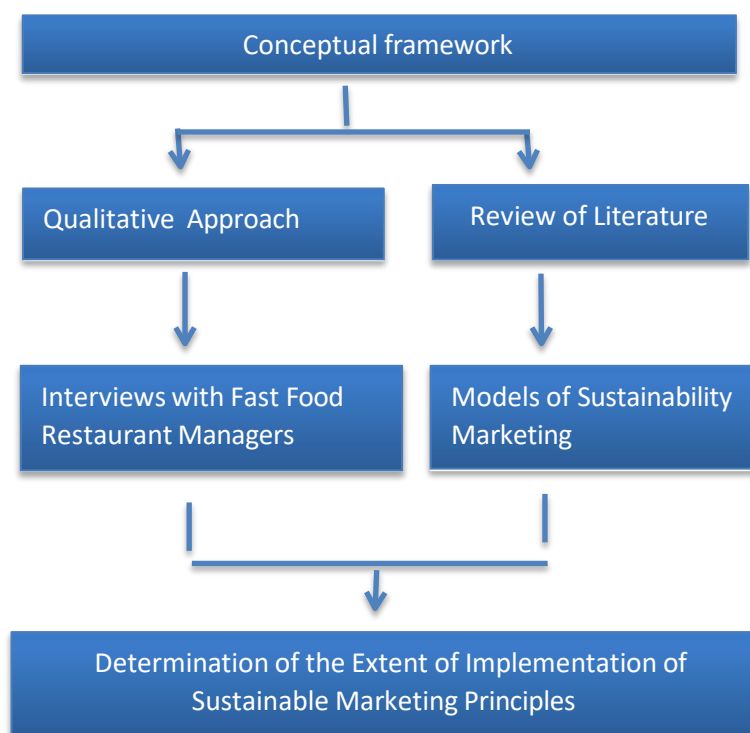 Conceptual framework
Qualitative Approach
Review of Literature
Interviews with Fast Food
Restaurant Managers
Models of Sustainability
Marketing
Determination of the Extent of Implementation of
Sustainable Marketing Principles